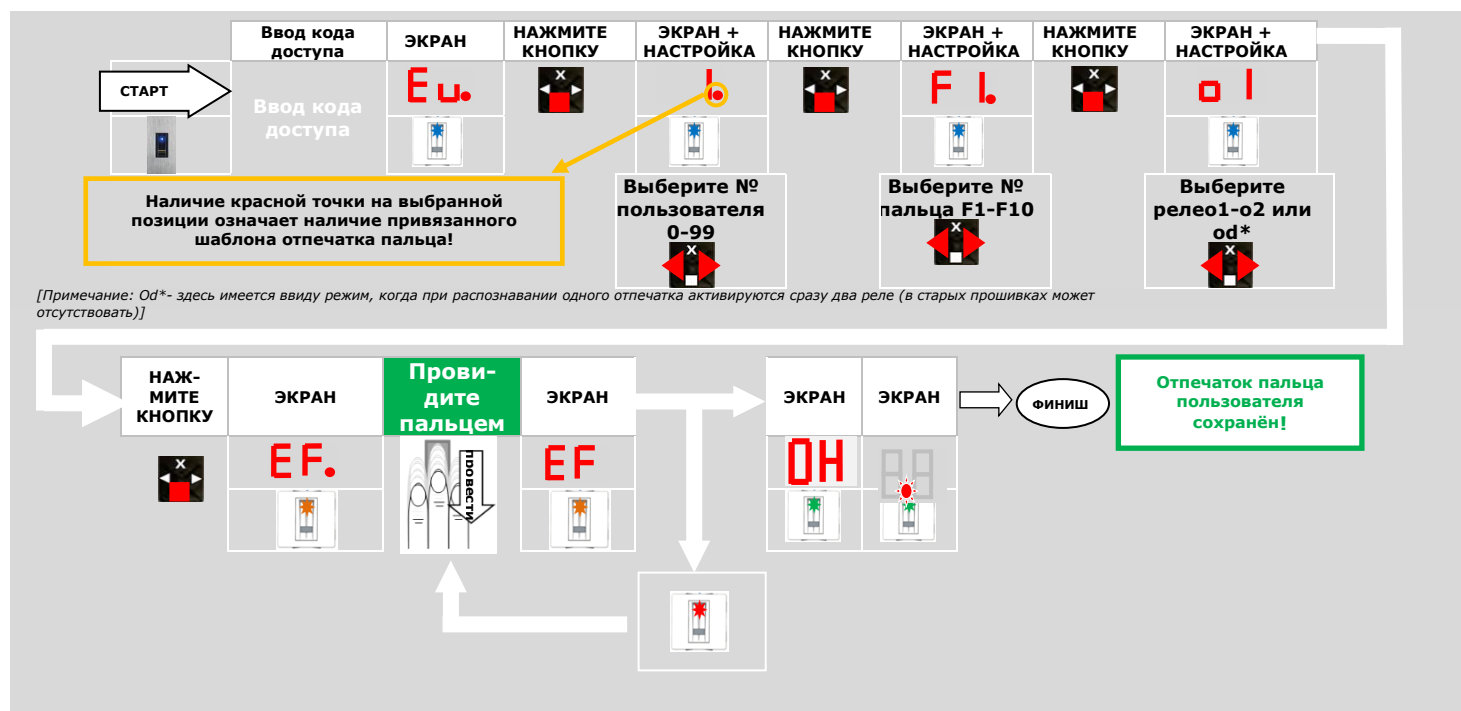 Ввод кода
доступа
ЭКРАН
НАЖМИТЕ
КНОПКУ
ЭКРАН +
НАСТРОЙКА
НАЖМИТЕ
КНОПКУ
ЭКРАН +
НАСТРОЙКА
НАЖМИТЕ
КНОПКУ
ЭКРАН +
НАСТРОЙКА
СТАРТ
Ввод кода
доступа
Eu.
X
1.
X
F1.
X
o1
Наличие красной точки на выбранной
позиции означает наличие привязанного
шаблона отпечатка пальца!
Выберите №
пользователя
0-99
X
Выберите №
пальца F1-F10
X
Выберите
релеo1-o2 или
od*
X
[Примечание: Od*- здесь имеется ввиду режим, когда при распознавании одного отпечатка активируются сразу два реле (в старых прошивках может
отсутствовать)]
НАЖ-
МИТЕ
КНОПКУ
ЭКРАН
Прови-
дите
пальцем
ЭКРАН
ЭКРАН
ЭКРАН
ФИНИШ
Отпечаток пальца
пользователя
сохранён!
X
EF.
провести
EF
OH